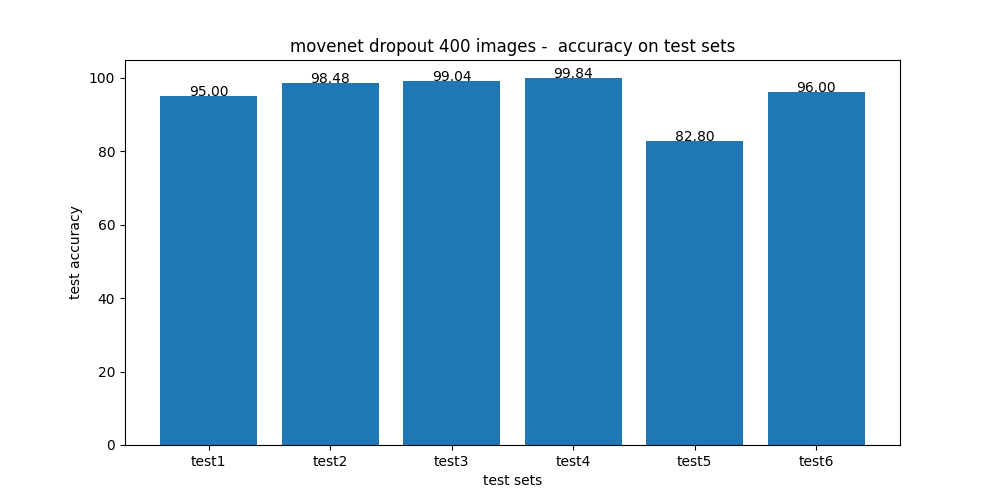 movenet dropout 400 images -  accuracy on test sets
100
80
60
40
20
0
test accuracy
95.00
98.48
99.04
99.84
82.80
96.00
test1
test2
test3
test4
test5
test6
test sets